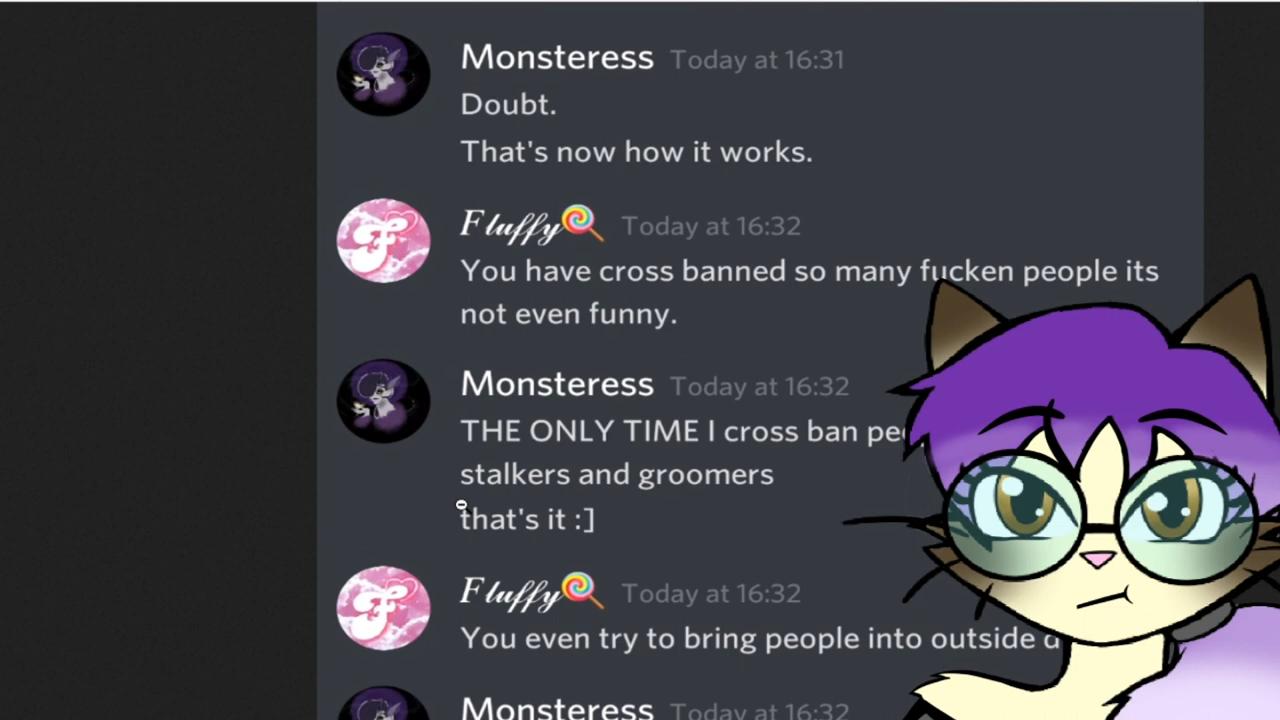 Monsteress Today at 16:31
Doubt.
That's now how it works.
Fluffy🍭 Today at 16:32
You have cross banned so many fucken people its
not even funny.
Monsteress Today at 16:32
THE ONLY TIME I cross ban
stalkers and groomers
that's it :]
Fluffy🍭 Today at 16:32
You even try to bring people into outside
Monsteress Today at 16:32